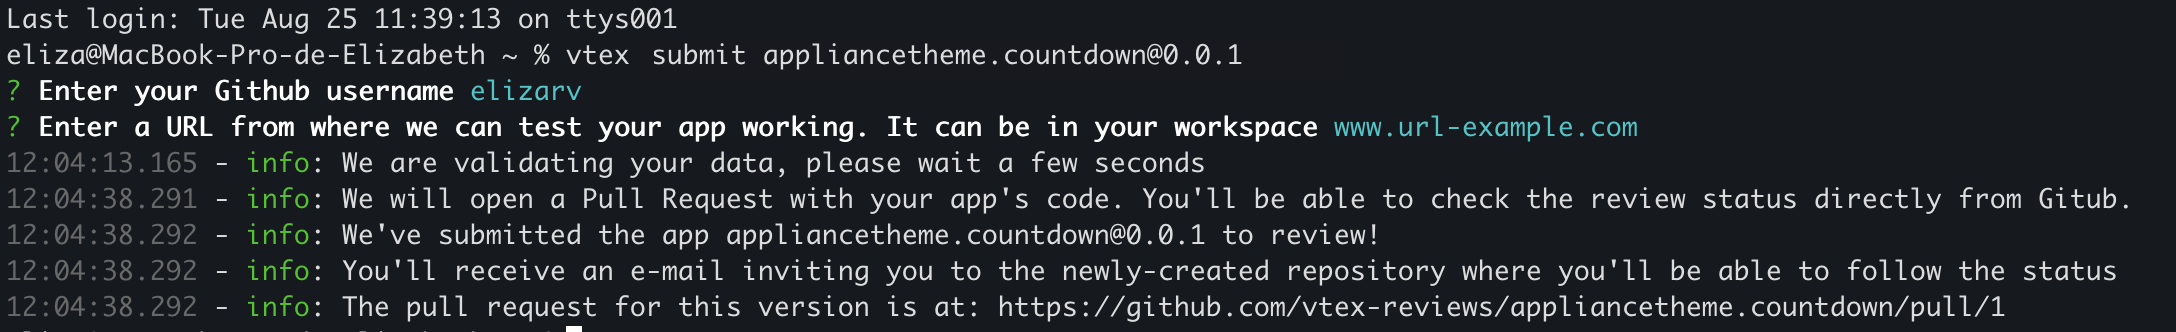 Last login: Tue Aug 25 11:39:13 on ttys001
eliza@MacBook-Pro-de-Elizabeth ~ % vtex submit appliancetheme.countdown@0.0.1
? Enter your Github username elizarv
? Enter a URL from where we can test your app working. It can be in your workspace www.url-example.com
12:04:13.165 - info: We are validating your data, please wait a few seconds
12:04:38.291 - info: We will open a Pull Request with your app's code. You'll be able to check the review status directly from Gitub.
12:04:38.292 - info: We've submitted the app appliancetheme.countdown@0.0.1 to review!
12:04:38.292 - info: You'll receive an e-mail inviting you to the newly-created repository where you'll be able to follow the status
12:04:38.292 - info: The pull request for this version is at: https://github.com/vtex-reviews/appliancetheme.countdown/pull/1